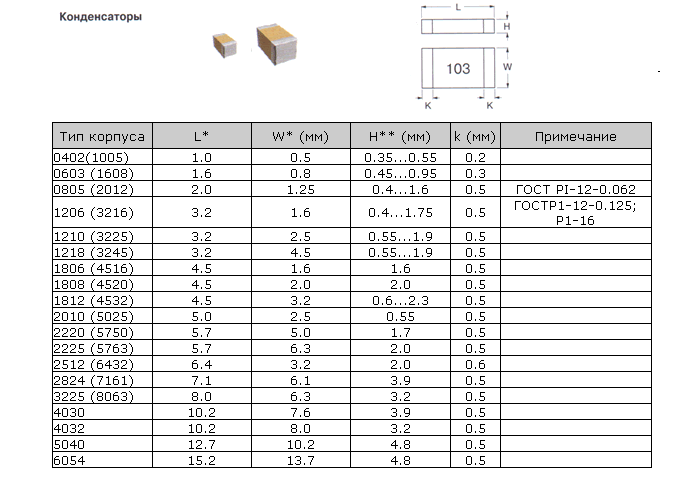 Конденсаторы
L
H
103
W
K K
Тип корпуса L* W* (мм) H** (мм) k (мм) Примечание
0402(1005) 1.0 0.5 0.35...0.55 0.2
0603 (1608) 1.6 0.8 0.45...0.95 0.3
0805 (2012) 2.0 1.25 0.4...1.6 0.5 ГОСТ PI-12-0.062
1206 (3216) 3.2 1.6 0.4...1.75 0.5 ГОСТР1-12-0.125;
Р1-16
1210 (3225) 3.2 2.5 0.55...1.9 0.5
1218 (3245) 3.2 4.5 0.55...1.9 0.5
1806 (4516) 4.5 1.6 1.6 0.5
1808 (4520) 4.5 2.0 2.0 0.5
1812 (4532) 4.5 3.2 0.6...2.3 0.5
2010 (5025) 5.0 2.5 0.55 0.5
2220 (5750) 5.7 5.0 1.7 0.5
2225 (5763) 5.7 6.3 2.0 0.5
2512 (6432) 6.4 3.2 2.0 0.6
2824 (7161) 7.1 6.1 3.9 0.5
3225 (8063) 8.0 6.3 3.2 0.5
4030 10.2 7.6 3.9 0.5
4032 10.2 8.0 3.2 0.5
5040 12.7 10.2 4.8 0.5
6054 15.2 13.7 4.8 0.5